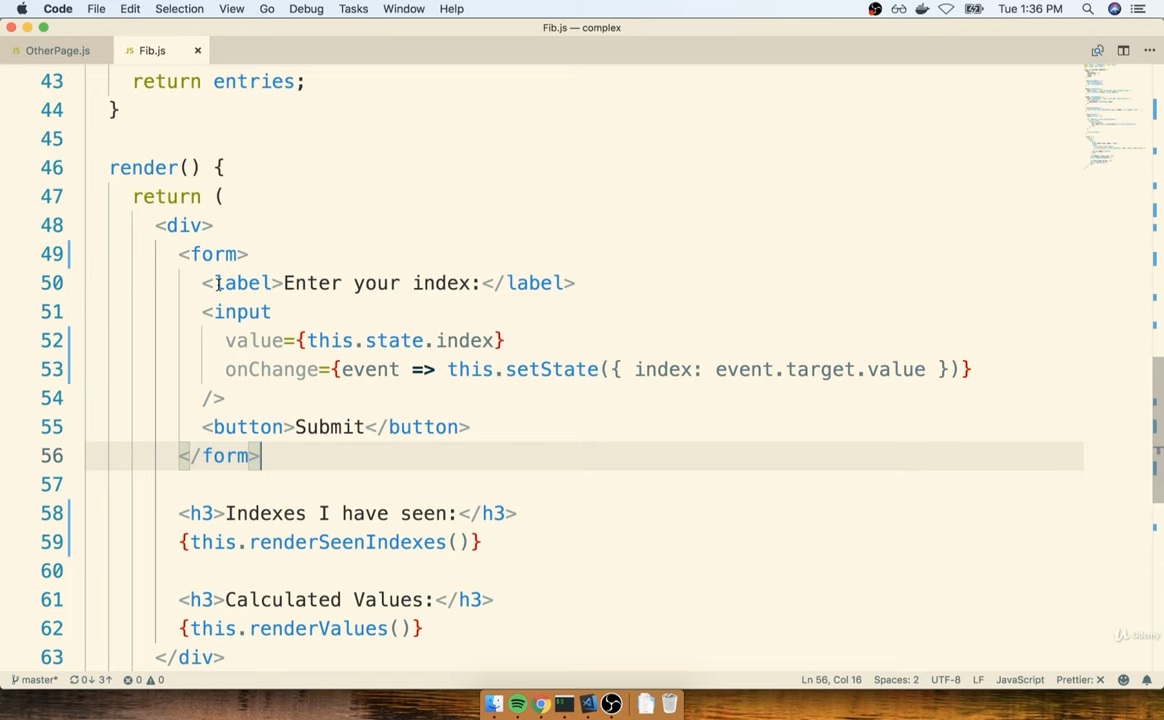 Code File Edit Selection View Go Debug Tasks Window Help Tue 1:36 PM
Fib.js — complex
JS OtherPage.js JS Fib.js ×
43 return entries;
44 }
45
46 render() {
47 return (
48 <div>
49 <form>
50 <label>Enter your index:</label>
51 <input
52 value={this.state.index}
53 onChange={event => this.setState({ index: event.target.value })}
54 />
55 <button>Submit</button>
56 </form>
57
58 <h3>Indexes I have seen:</h3>
59 {this.renderSeenIndexes()}
60
61 <h3>Calculated Values:</h3>
62 {this.renderValues()}
63 </div>
Udemy
master* 0↓ 3↑ 0 0 Ln 56, Col 16 Spaces: 2 UTF-8 LF JavaScript Prettier: ×